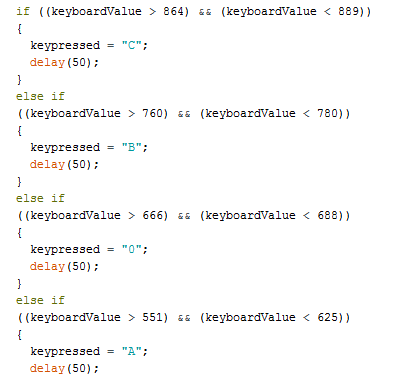 if ((keyboardValue > 864) && (keyboardValue < 889))
{
keypressed = "C";
delay(50);
}
else if
((keyboardValue > 760) && (keyboardValue < 780))
{
keypressed = "B";
delay(50);
}
else if
((keyboardValue > 666) && (keyboardValue < 688))
{
keypressed = "0";
delay(50);
}
else if
((keyboardValue > 551) && (keyboardValue < 625))
{
keypressed = "A";
delay(50);